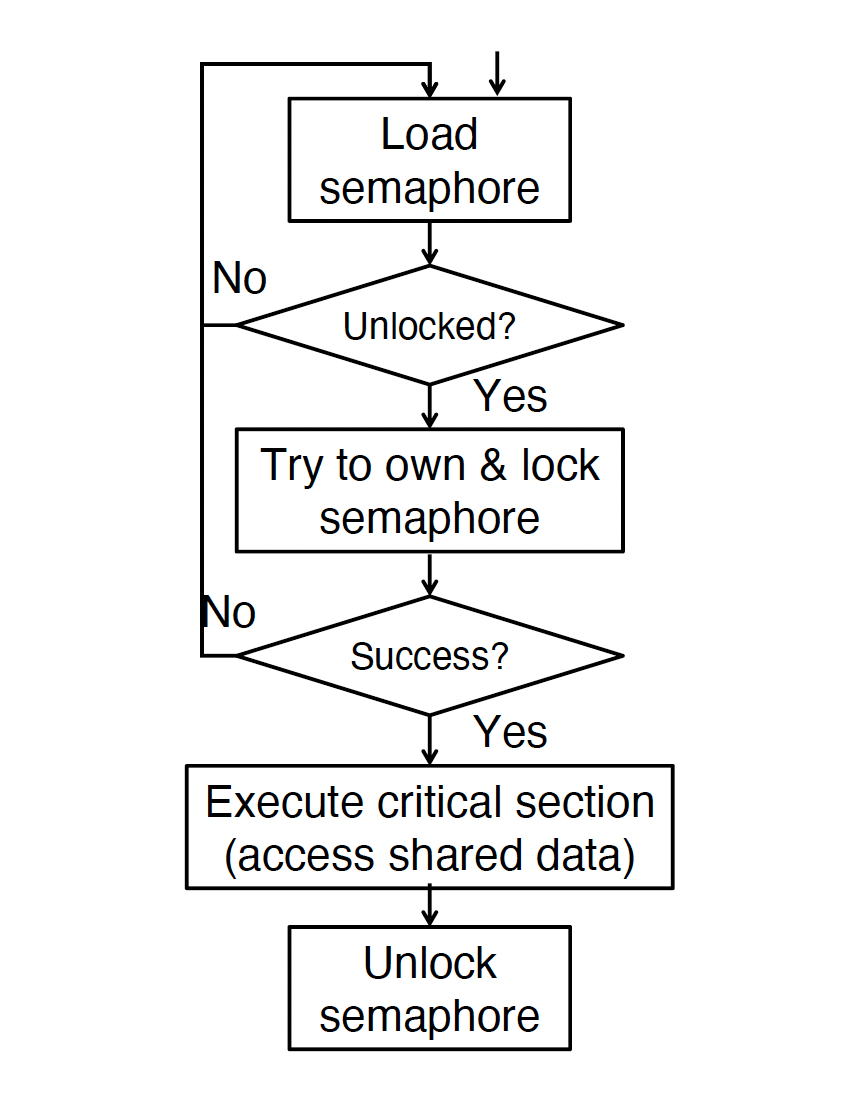 Load
semaphore
No
Unlocked?
Yes
Try to own & lock
semaphore
No
Success?
Yes
Execute critical section
(access shared data)
Unlock
semaphore